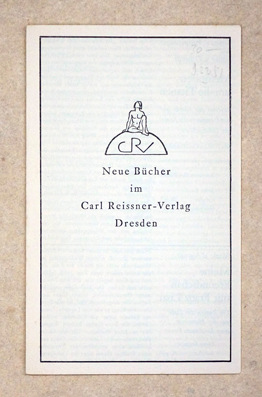 CRV
Neue Bücher
im
Carl Reissner-Verlag
Dresden